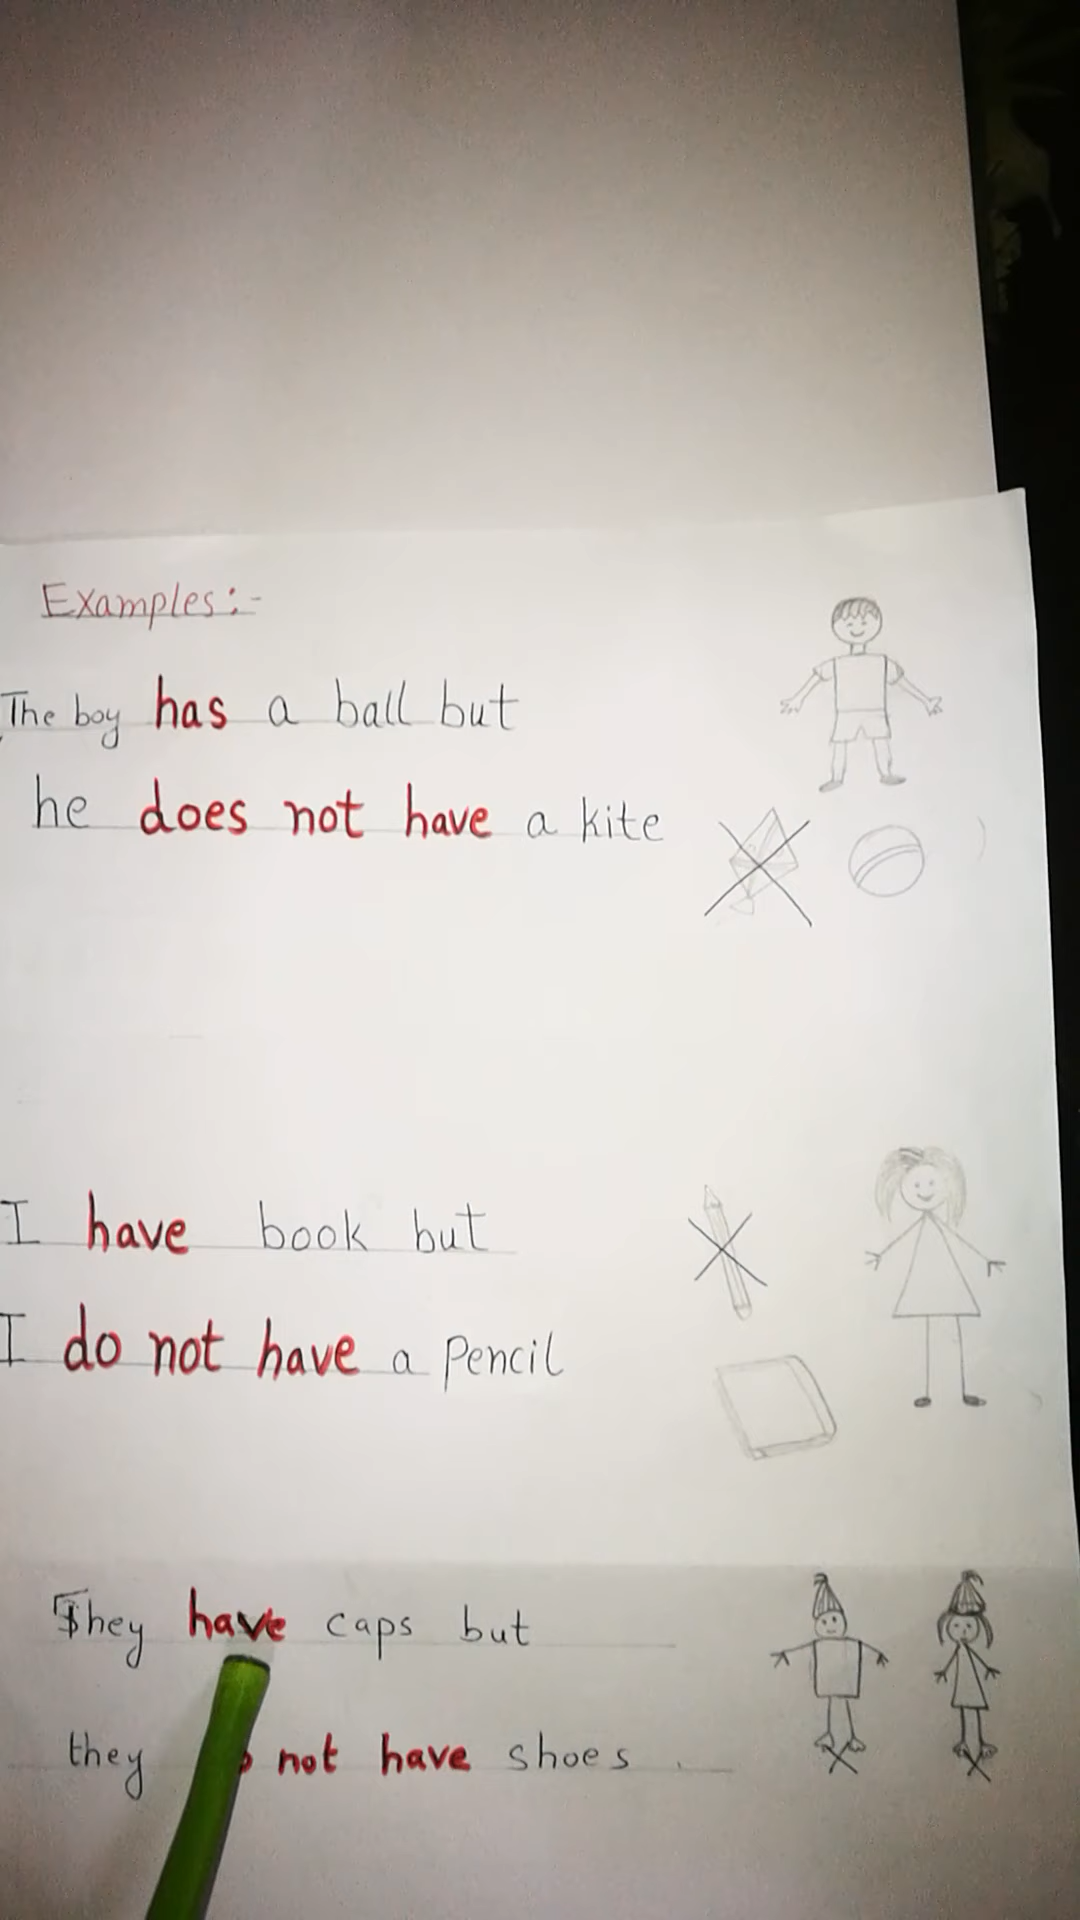 Examples:-
The boy has a ball but
he does not have a kite
I have book but
I do not have a pencil
They have caps but
they not have shoes .